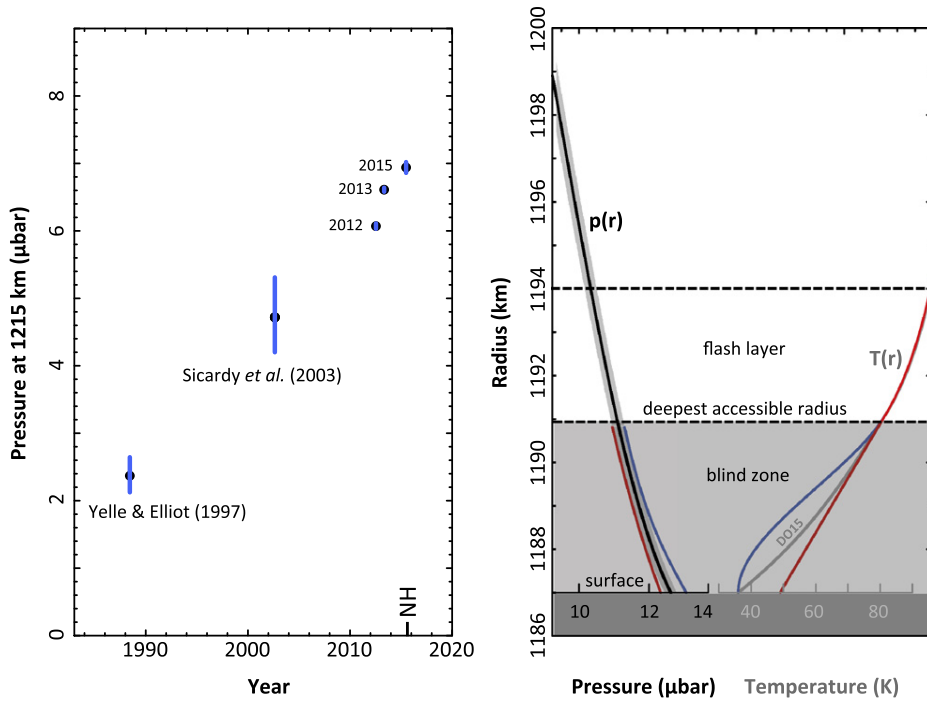 Pressure at 1215 km (µbar)
8
6
4
2
0
2015
2013
2012
Sicardy et al. (2003)
Yelle & Elliot (1997)
NH
1990
2000
2010
2020
Year
Radius (km)
1200
1198
1196
1194
1192
1190
1188
1186
p(r)
flash layer
T(r)
deepest accessible radius
blind zone
DO15
surface
10
12
14
40
60
80
Pressure (µbar)
Temperature (K)